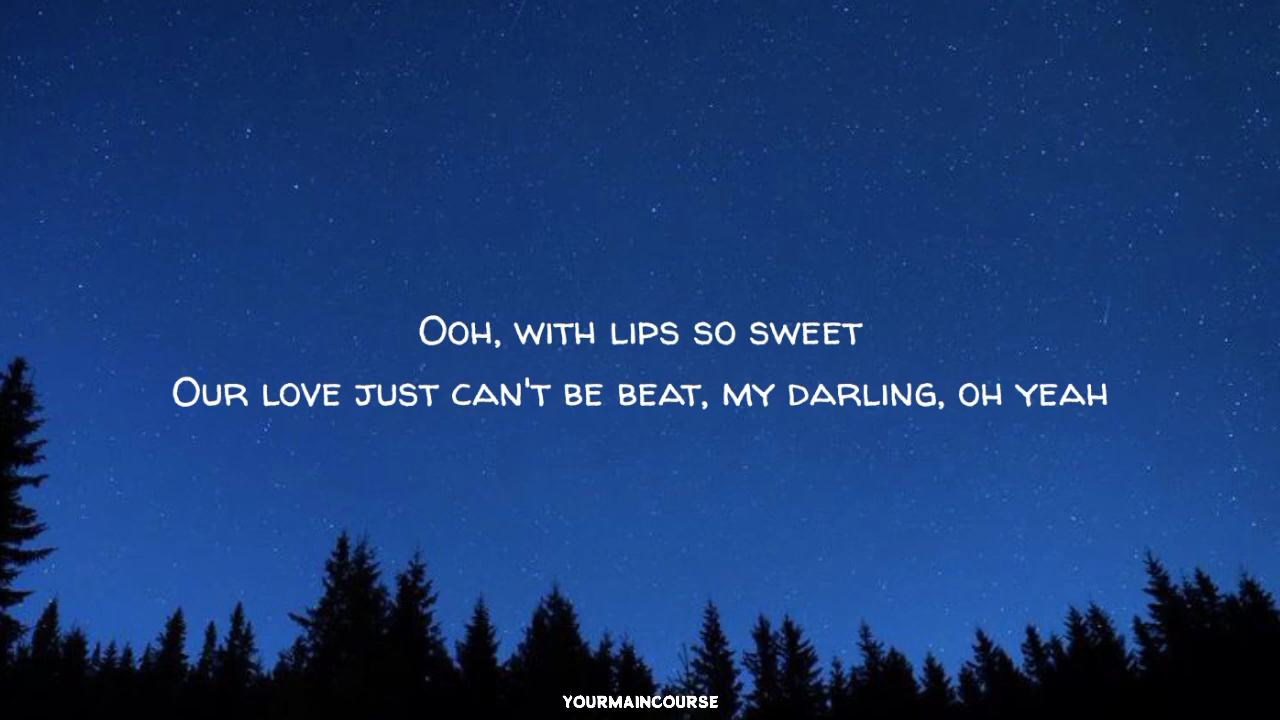 Ooh, with lips so sweet
Our love just can't be beat, my darling, oh yeah
YOURMAINCOURSE